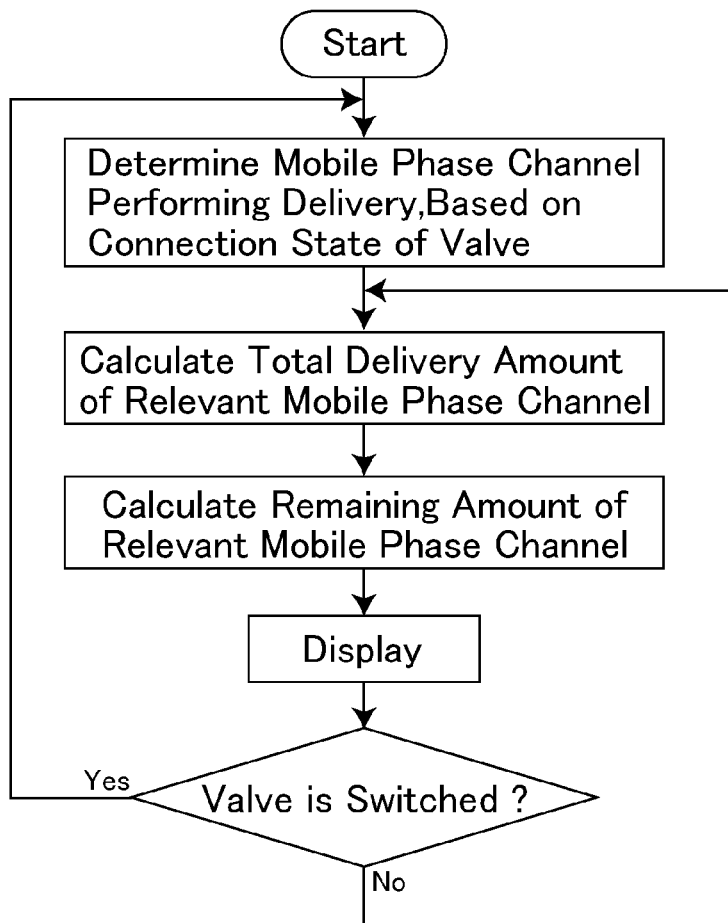 Start
Determine Mobile Phase Channel
Performing Delivery,Based on
Connection State of Valve
Calculate Total Delivery Amount
of Relevant Mobile Phase Channel
Calculate Remaining Amount of
Relevant Mobile Phase Channel
Display
Yes
Valve is Switched ?
No